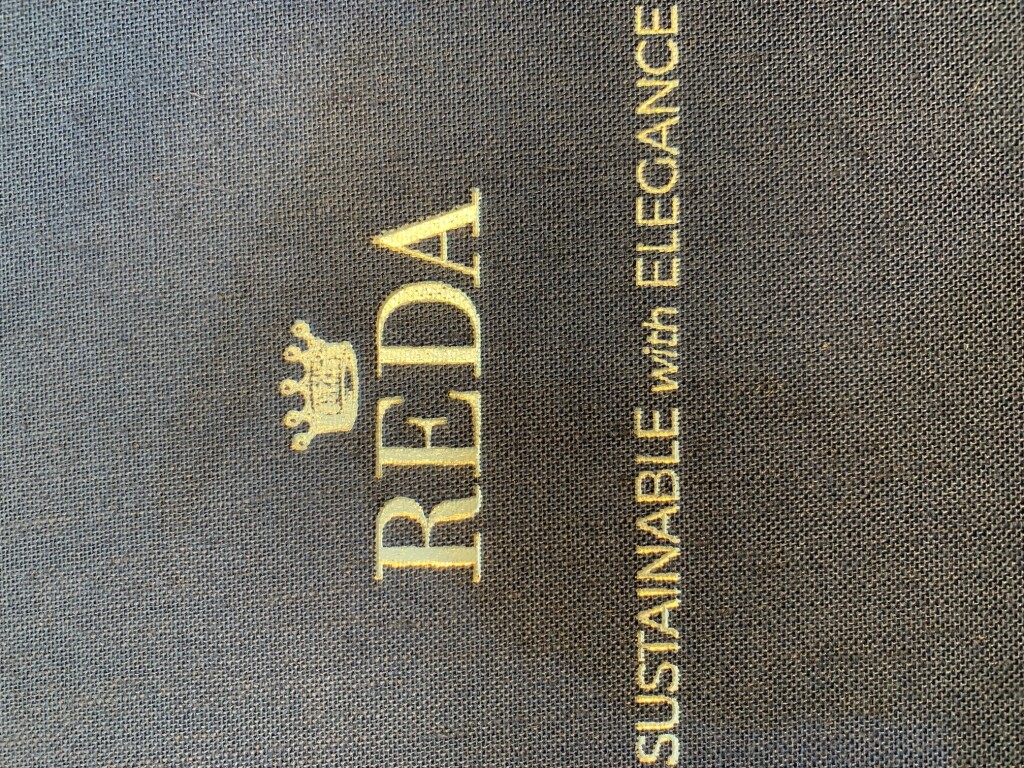 REDA
SUSTAINABLE with ELEGANCE